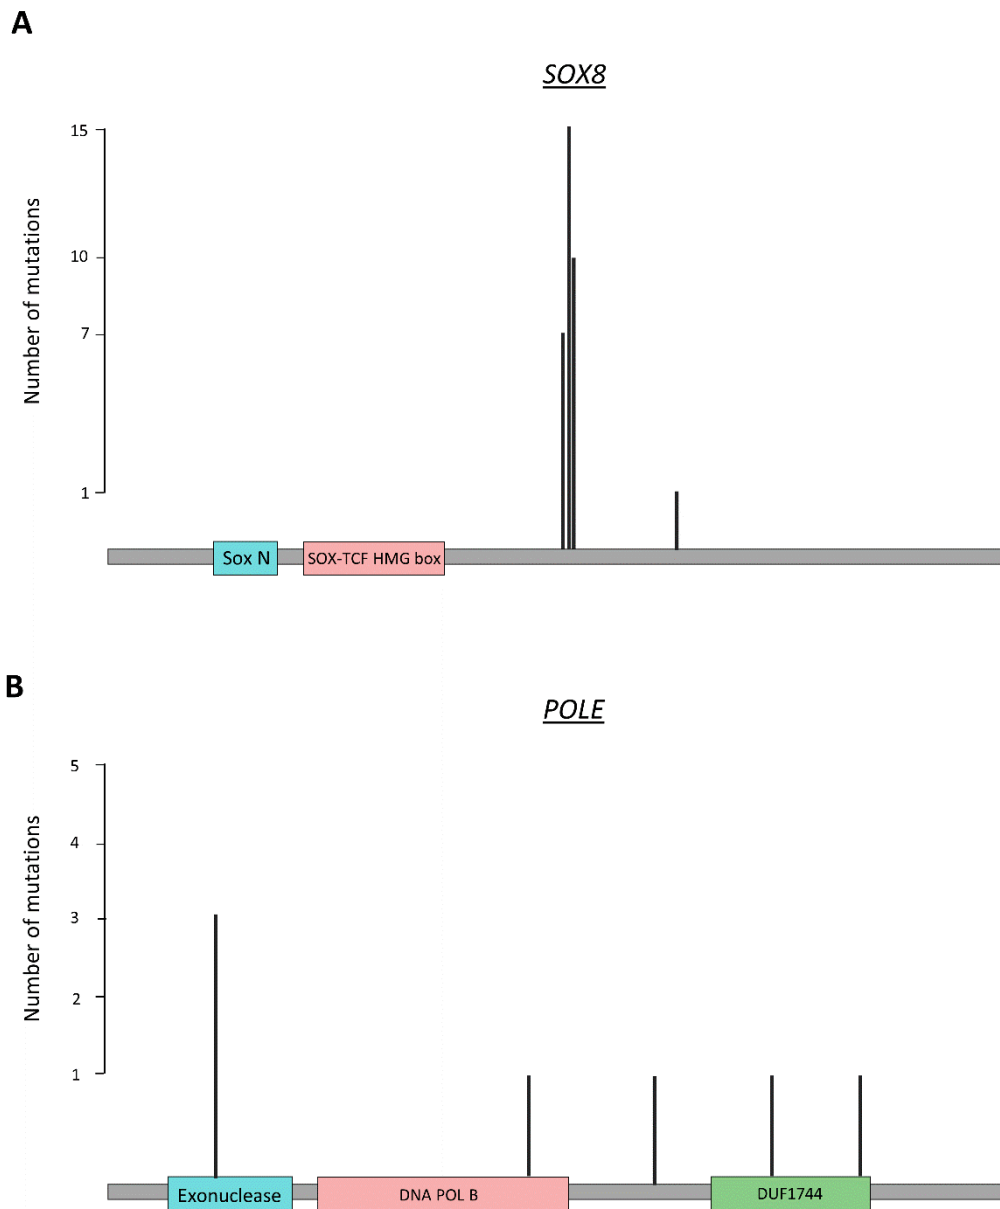 A
SOX8
15
10
7
1
Number of mutations
Sox N
SOX-TCF HMG box
B
POLE
5
4
3
2
1
Number of mutations
Exonuclease
DNA POL B
DUF1744